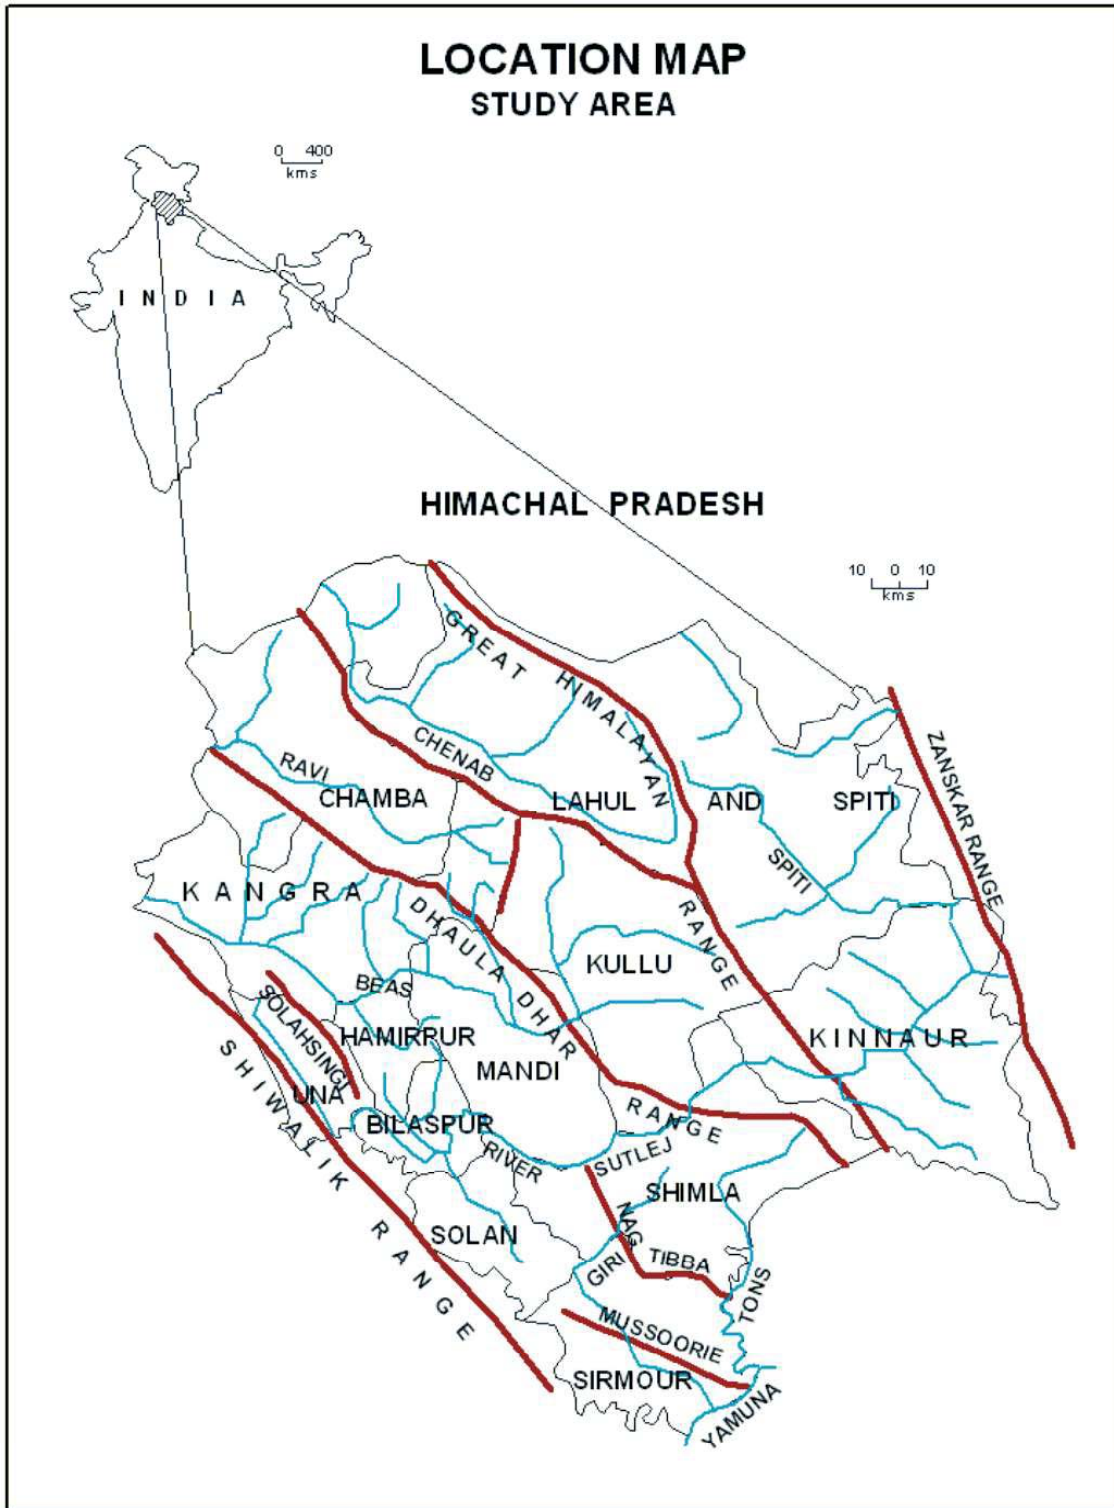 LOCATION MAP
STUDY AREA
0 400
kms
INDIA
HIMACHAL PRADESH
10 0 10
kms
GREAT HIMALAYAN RANGE
ZANSKAR RANGE
CHENAB
RAVI
CHAMBA
LAHUL AND SPITI
SPITI
KANGRA
DHAULA DHAR RANGE
KULLU
BEAS
SOLAHSINGI
HAMIRPUR
KINNAUR
MANDI
SHIWALIK RANGE
UNA
BILASPUR
SUTLEJ RIVER
SHIMLA
NAG TIBBA
SOLAN
GIRI
TONS
MUSSOORIE
SIRMOUR
YAMUNA